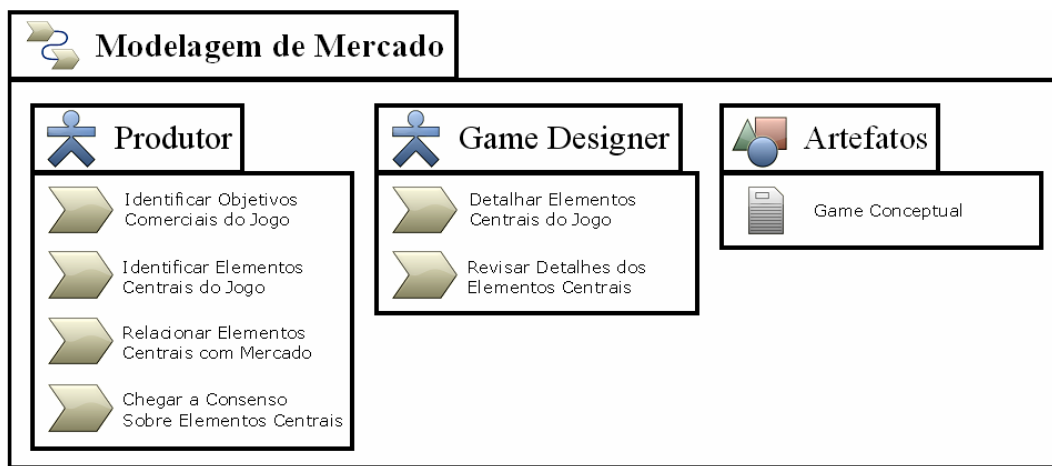 Modelagem de Mercado
Produtor
Identificar Objetivos
Comerciais do Jogo
Identificar Elementos
Centrais do Jogo
Relacionar Elementos
Centrais com Mercado
Chegar a Consenso
Sobre Elementos Centrais
Game Designer
Detalhar Elementos
Centrais do Jogo
Revisar Detalhes dos
Elementos Centrais
Artefatos
Game Conceptual